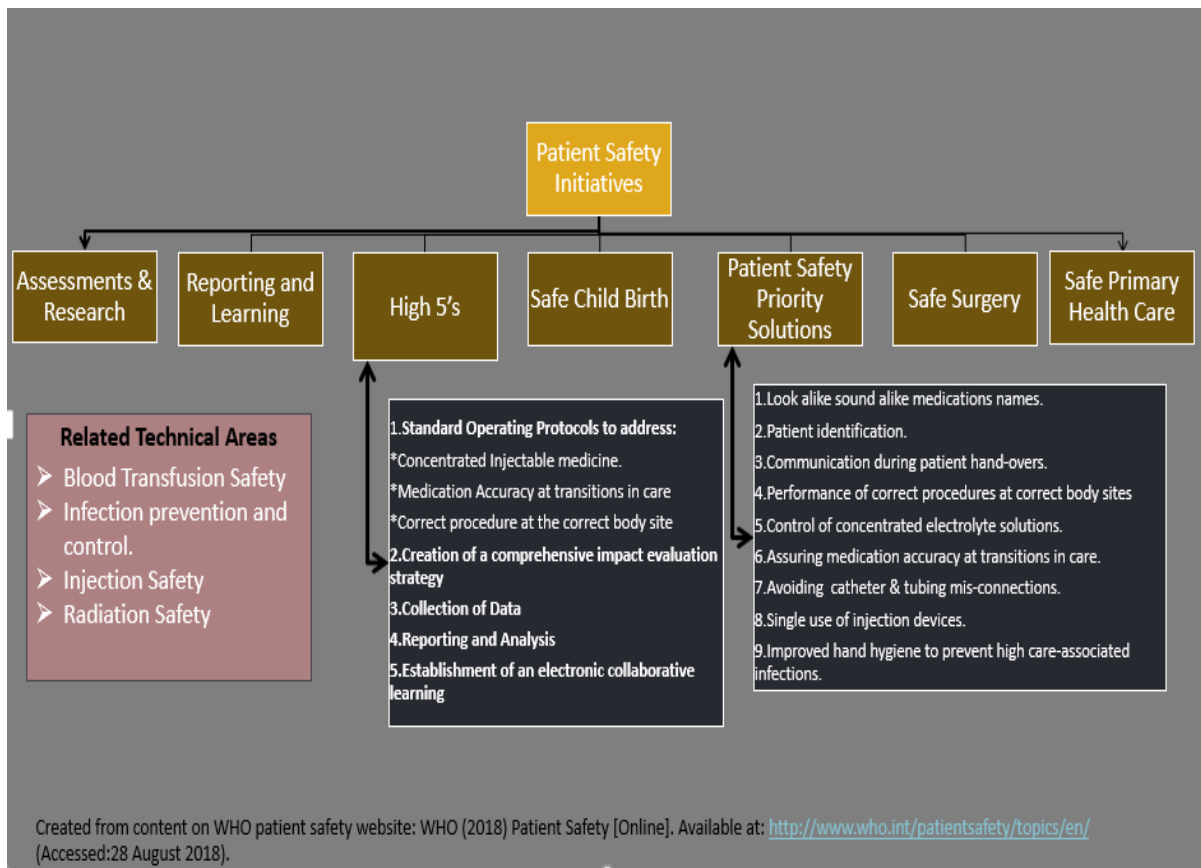 Patient Safety
Initiatives
Assessments &
Research
Reporting and
Learning
High 5's
Safe Child Birth
Patient Safety
Priority
Solutions
Safe Surgery
Safe Primary
Health Care
Related Technical Areas
➢ Blood Transfusion Safety
➢ Infection prevention and
control.
➢ Injection Safety
➢ Radiation Safety
1.Standard Operating Protocols to address:
*Concentrated Injectable medicine.
*Medication Accuracy at transitions in care
*Correct procedure at the correct body site
2.Creation of a comprehensive impact evaluation
strategy
3.Collection of Data
4.Reporting and Analysis
5.Establishment of an electronic collaborative
learning
1.Look alike sound alike medications names.
2.Patient identification.
3.Communication during patient hand-overs.
4.Performance of correct procedures at correct body sites
5.Control of concentrated electrolyte solutions.
6.Assuring medication accuracy at transitions in care.
7.Avoiding catheter & tubing mis-connections.
8.Single use of injection devices.
9.Improved hand hygiene to prevent high care-associated
infections.
Created from content on WHO patient safety website: WHO (2018) Patient Safety [Online]. Available at: http://www.who.int/patientsafety/topics/en/
(Accessed:28 August 2018).